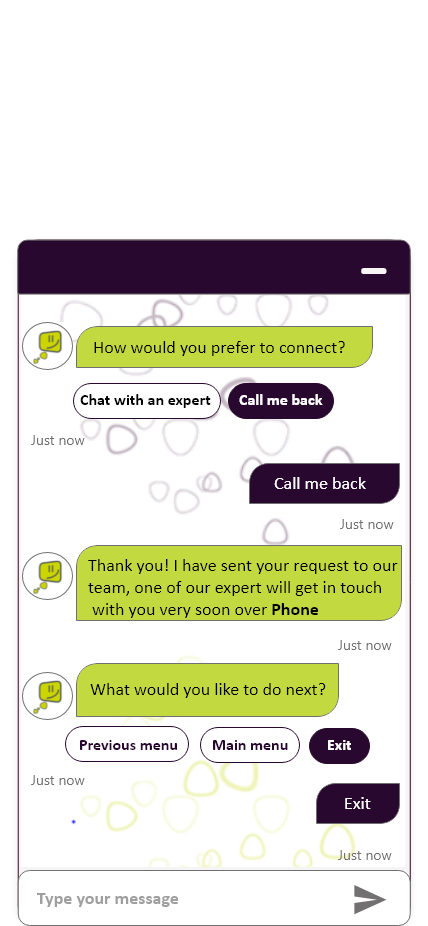 How would you prefer to connect?
Chat with an expert
Call me back
Just now
Call me back
Just now
Thank you! I have sent your request to our
team, one of our expert will get in touch
with you very soon over Phone
Just now
What would you like to do next?
Previous menu
Main menu
Exit
Just now
Exit
Just now
Type your message